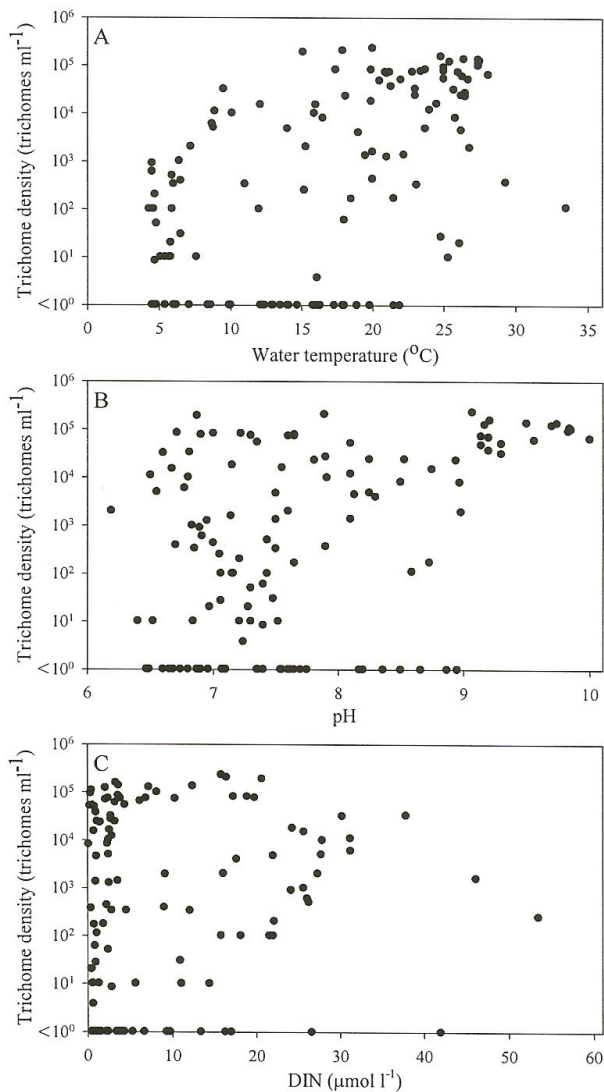 A
Trichome density (trichomes ml⁻¹)
10⁶
10⁵
10⁴
10³
10²
10¹
<10⁰
0 5 10 15 20 25 30 35
Water temperature (°C)
B
Trichome density (trichomes ml⁻¹)
10⁶
10⁵
10⁴
10³
10²
10¹
<10⁰
6 7 8 9 10
pH
C
Trichome density (trichomes ml⁻¹)
10⁶
10⁵
10⁴
10³
10²
10¹
<10⁰
0 10 20 30 40 50 60
DIN (μmol l⁻¹)